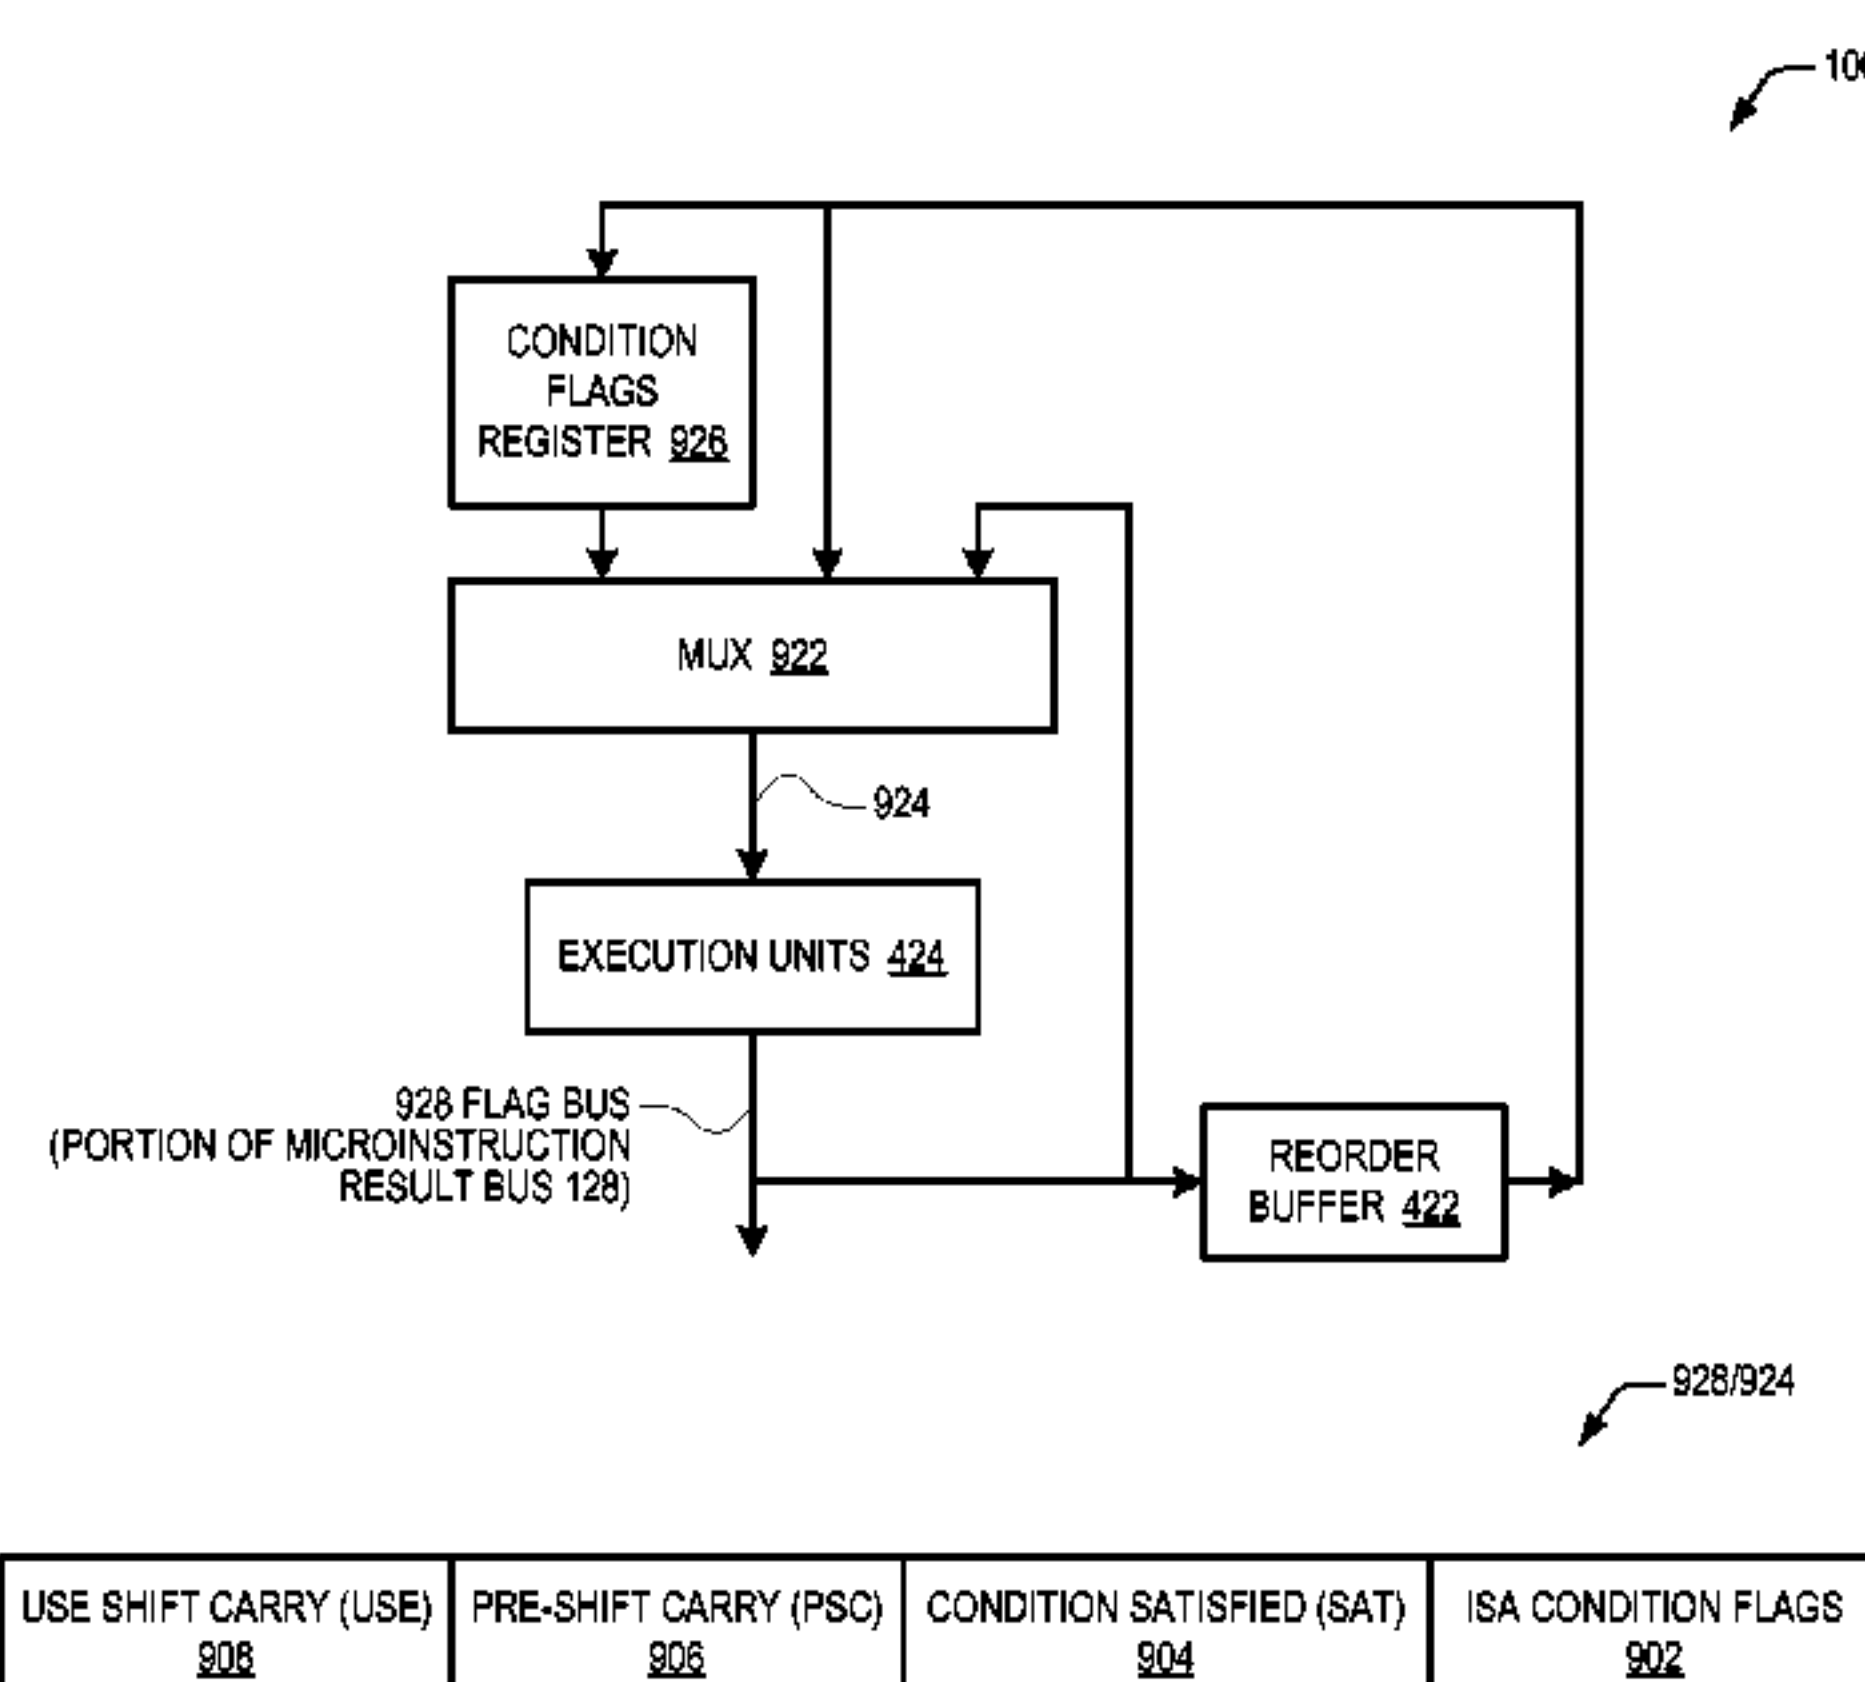 CONDITION
FLAGS
REGISTER 926
MUX 922
924
EXECUTION UNITS 424
928 FLAG BUS
(PORTION OF MICROINSTRUCTION
RESULT BUS 128)
REORDER
BUFFER 422
928/924
USE SHIFT CARRY (USE)
908
PRE-SHIFT CARRY (PSC)
906
CONDITION SATISFIED (SAT)
904
ISA CONDITION FLAGS
902